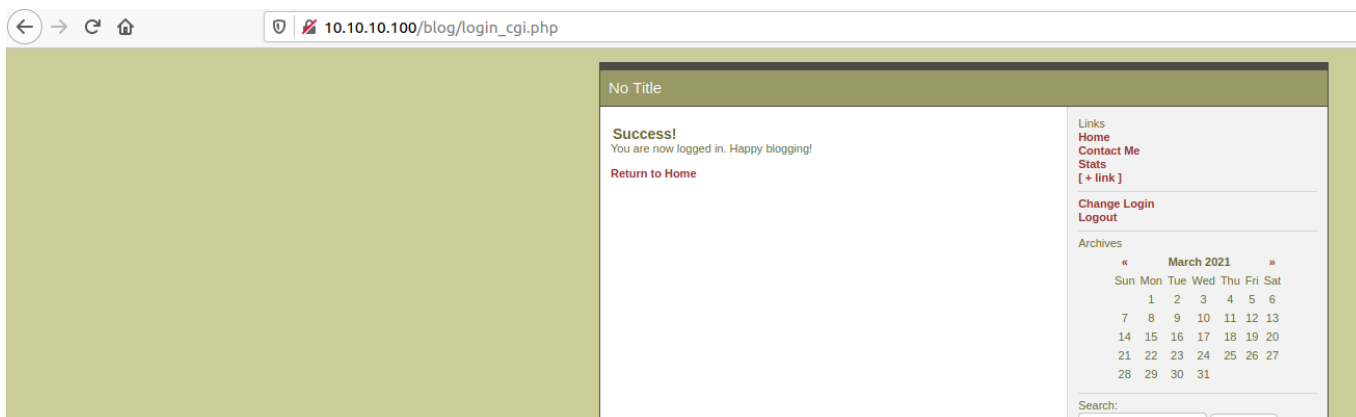 10.10.10.100/blog/login_cgi.php
No Title
Success!
You are now logged in. Happy blogging!
Return to Home
Links
Home
Contact Me
Stats
[ + link ]
Change Login
Logout
Archives
« March 2021 »
Sun Mon Tue Wed Thu Fri Sat
1 2 3 4 5 6
7 8 9 10 11 12 13
14 15 16 17 18 19 20
21 22 23 24 25 26 27
28 29 30 31
Search: